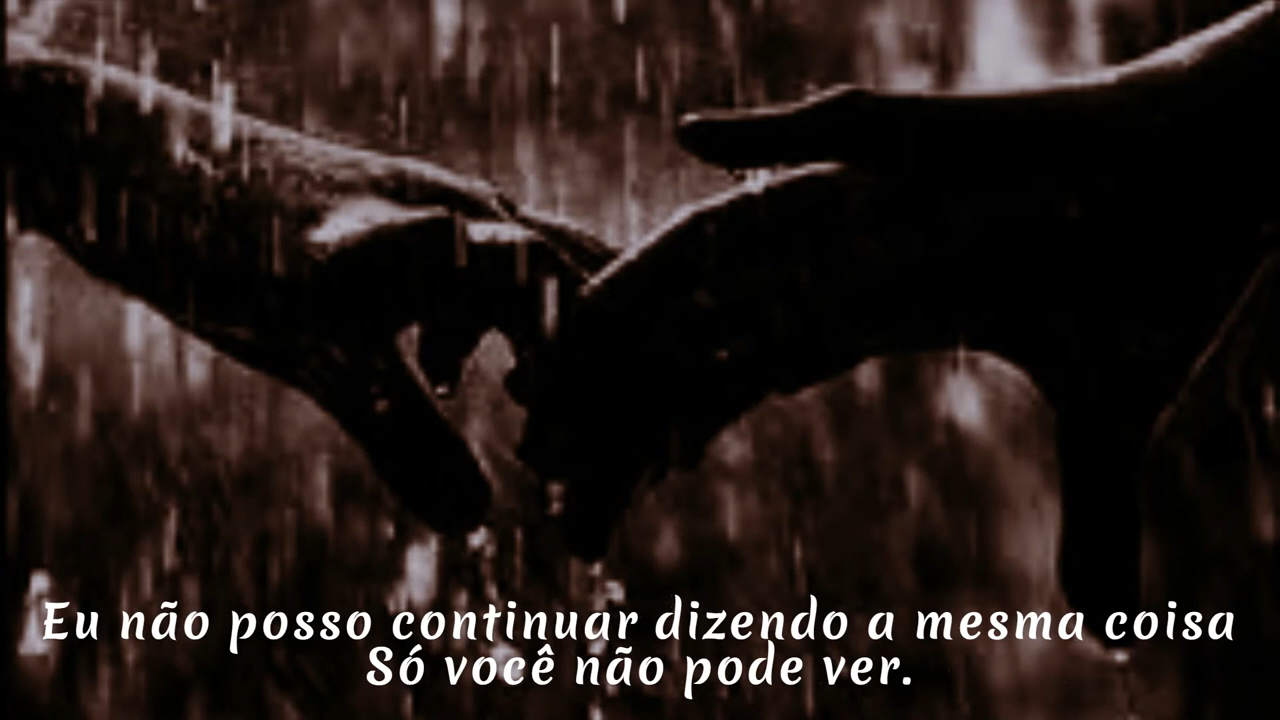 Eu não posso continuar dizendo a mesma coisa
Só você não pode ver.